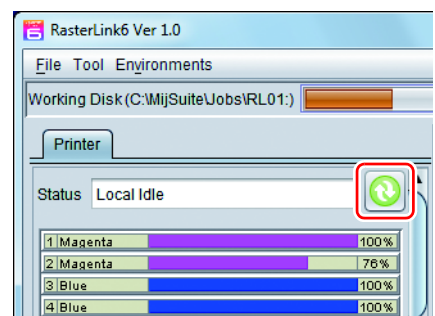 RasterLink6 Ver 1.0
File Tool Environments
Working Disk(C:\MijSuite\Jobs\RL01:)
Printer
Status Local Idle
1 Magenta 100%
2 Magenta 76%
3 Blue 100%
4 Blue 100%